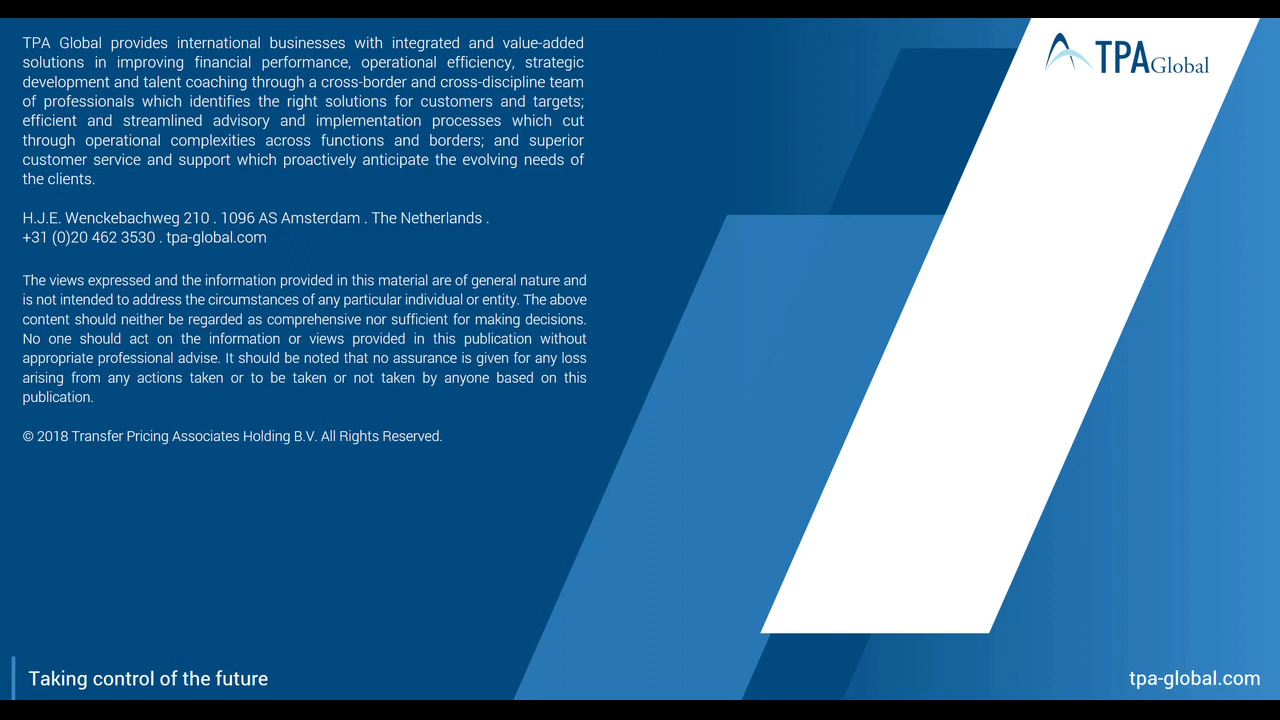 TPA Global provides international businesses with integrated and value-added
solutions in improving financial performance, operational efficiency, strategic
development and talent coaching through a cross-border and cross-discipline team
of professionals which identifies the right solutions for customers and targets;
efficient and streamlined advisory and implementation processes which cut
through operational complexities across functions and borders; and superior
customer service and support which proactively anticipate the evolving needs of
the clients.
H.J.E. Wenckebachweg 210 . 1096 AS Amsterdam . The Netherlands .
+31 (0)20 462 3530 . tpa-global.com
The views expressed and the information provided in this material are of general nature and
is not intended to address the circumstances of any particular individual or entity. The above
content should neither be regarded as comprehensive nor sufficient for making decisions.
No one should act on the information or views provided in this publication without
appropriate professional advise. It should be noted that no assurance is given for any loss
arising from any actions taken or to be taken or not taken by anyone based on this
publication.
© 2018 Transfer Pricing Associates Holding B.V. All Rights Reserved.
TPA Global
Taking control of the future
tpa-global.com